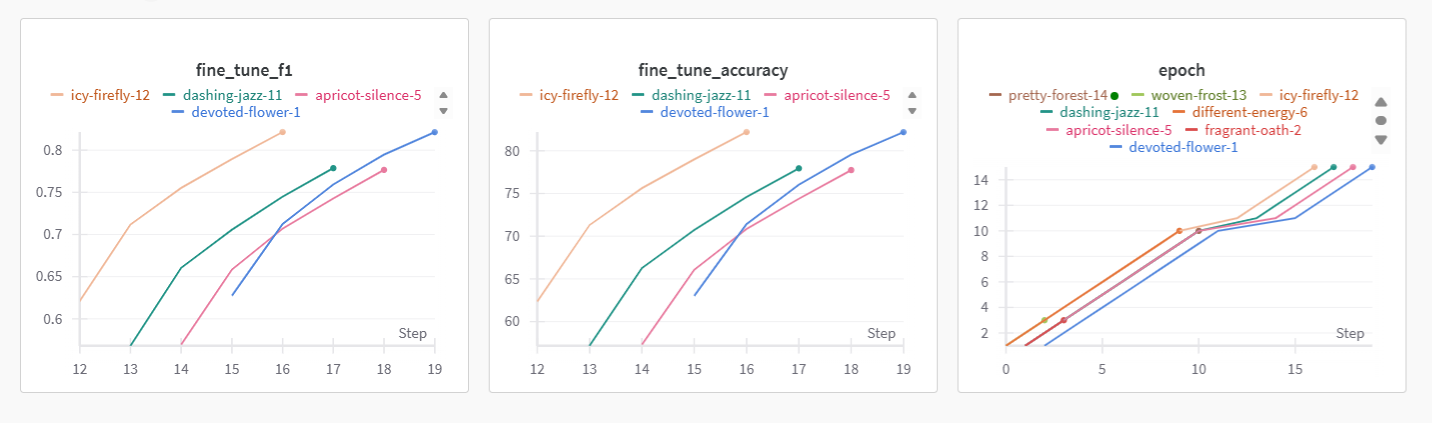 fine_tune_f1
icy-firefly-12 dashing-jazz-11 apricot-silence-5
devoted-flower-1
0.8
0.75
0.7
0.65
0.6
Step
12 13 14 15 16 17 18 19
fine_tune_accuracy
icy-firefly-12 dashing-jazz-11 apricot-silence-5
devoted-flower-1
80
75
70
65
60
Step
12 13 14 15 16 17 18 19
epoch
pretty-forest-14 woven-frost-13 icy-firefly-12
dashing-jazz-11 different-energy-6
apricot-silence-5 fragrant-oath-2
devoted-flower-1
14
12
10
8
6
4
2
Step
0 5 10 15